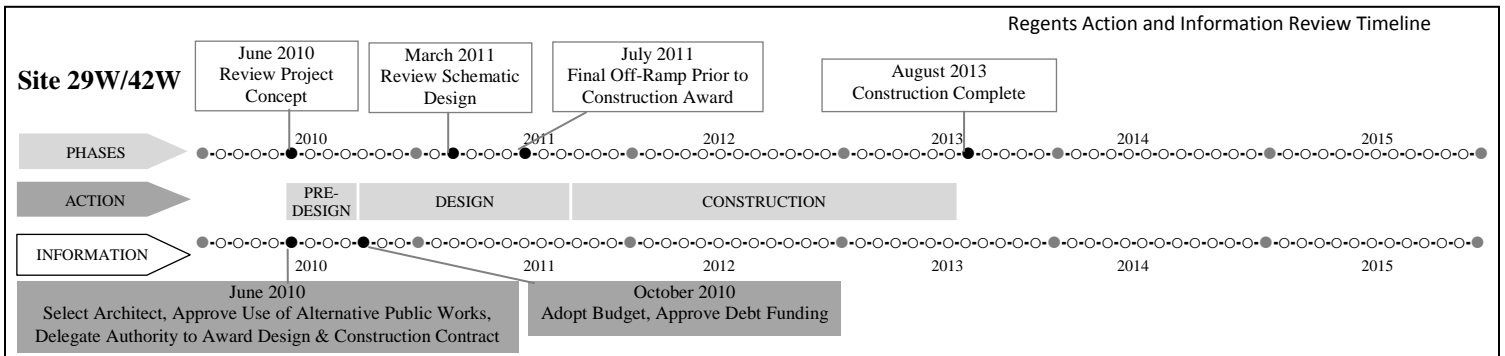 Regents Action and Information Review Timeline
Site 29W/42W
June 2010
Review Project
Concept
March 2011
Review Schematic
Design
July 2011
Final Off-Ramp Prior to
Construction Award
August 2013
Construction Complete
PHASES
2010
2011
2012
2013
2014
2015
ACTION
PRE-
DESIGN
DESIGN
CONSTRUCTION
INFORMATION
2010
2011
2012
2013
2014
2015
June 2010
Select Architect, Approve Use of Alternative Public Works,
Delegate Authority to Award Design & Construction Contract
October 2010
Adopt Budget, Approve Debt Funding